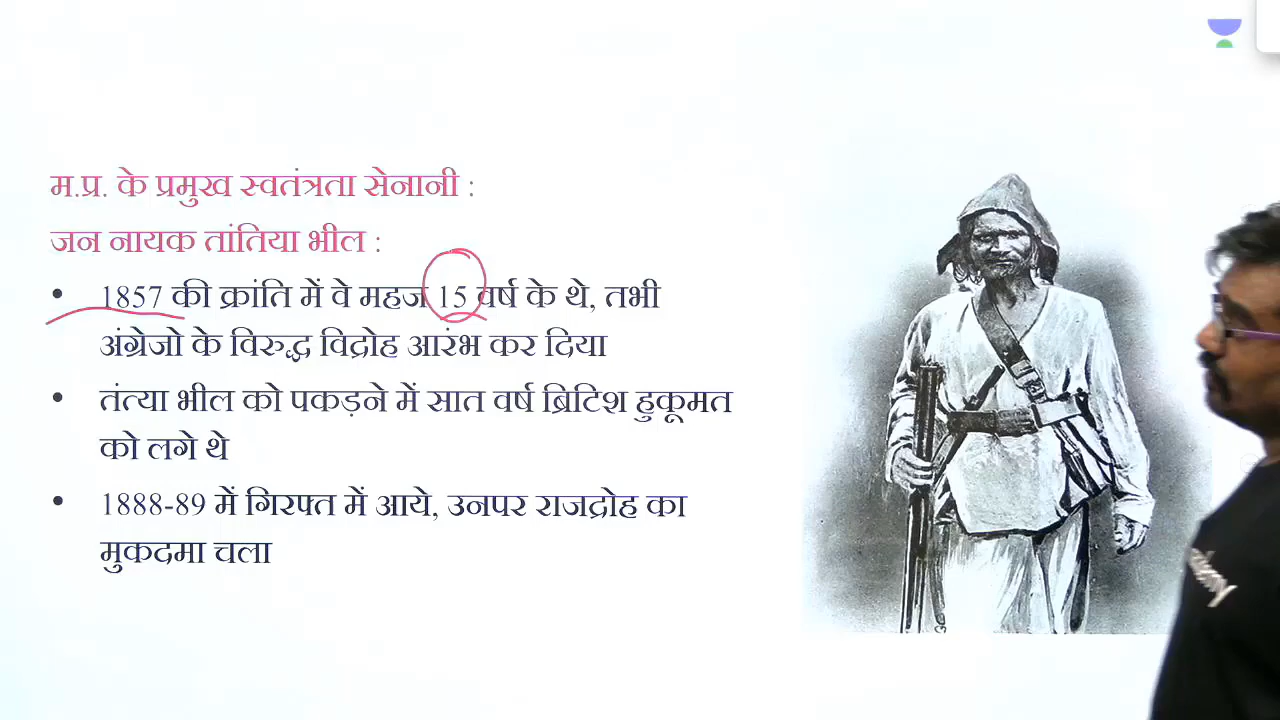 म.प्र. के प्रमुख स्वतंत्रता सेनानी :
जन नायक तांतिया भील :
• 1857 की क्रांति में वे महज 15 वर्ष के थे, तभी
अंग्रेजो के विरुद्ध विद्रोह आरंभ कर दिया
• तंत्या भील को पकड़ने में सात वर्ष ब्रिटिश हुकूमत
को लगे थे
• 1888-89 में गिरफ्त में आये, उनपर राजद्रोह का
मुकदमा चला